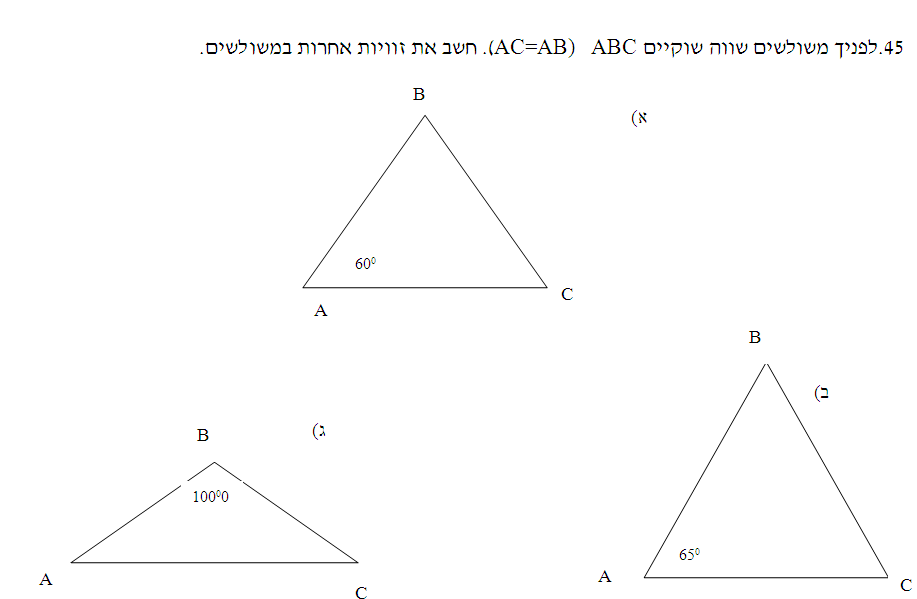 45.לפניך משולשים שווה שוקיים ABC (AC=AB). חשב את זוויות אחרות במשולשים.
B
א)
60⁰
A
C
B
ב)
ג)
B
100⁰0
65⁰
A
C
A
C